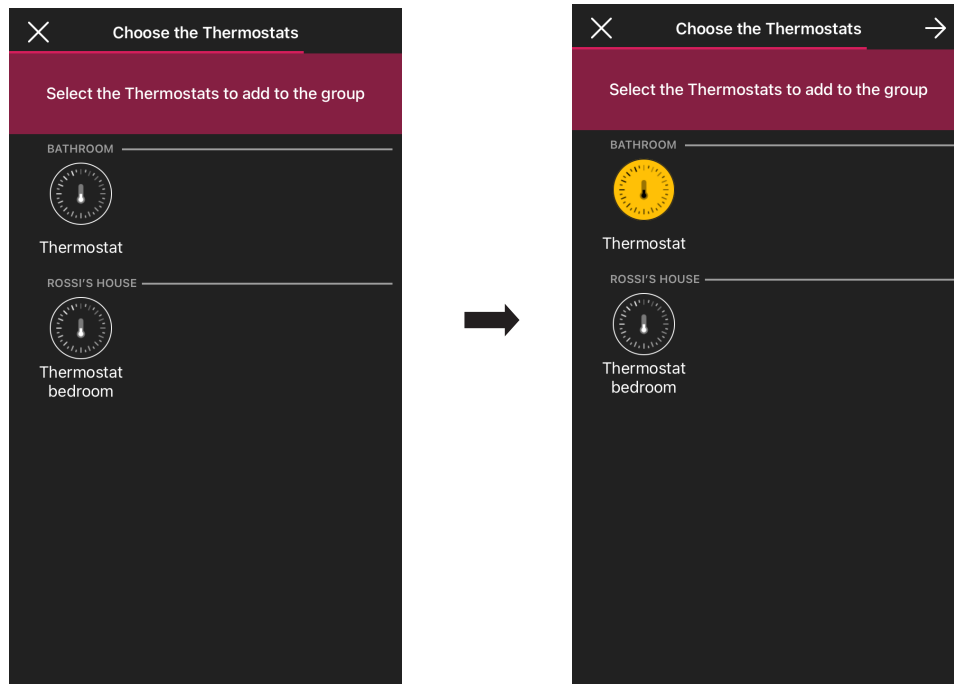 Choose the Thermostats
Select the Thermostats to add to the group
BATHROOM
Thermostat
ROSSI'S HOUSE
Thermostat
bedroom
Choose the Thermostats
Select the Thermostats to add to the group
BATHROOM
Thermostat
ROSSI'S HOUSE
Thermostat
bedroom